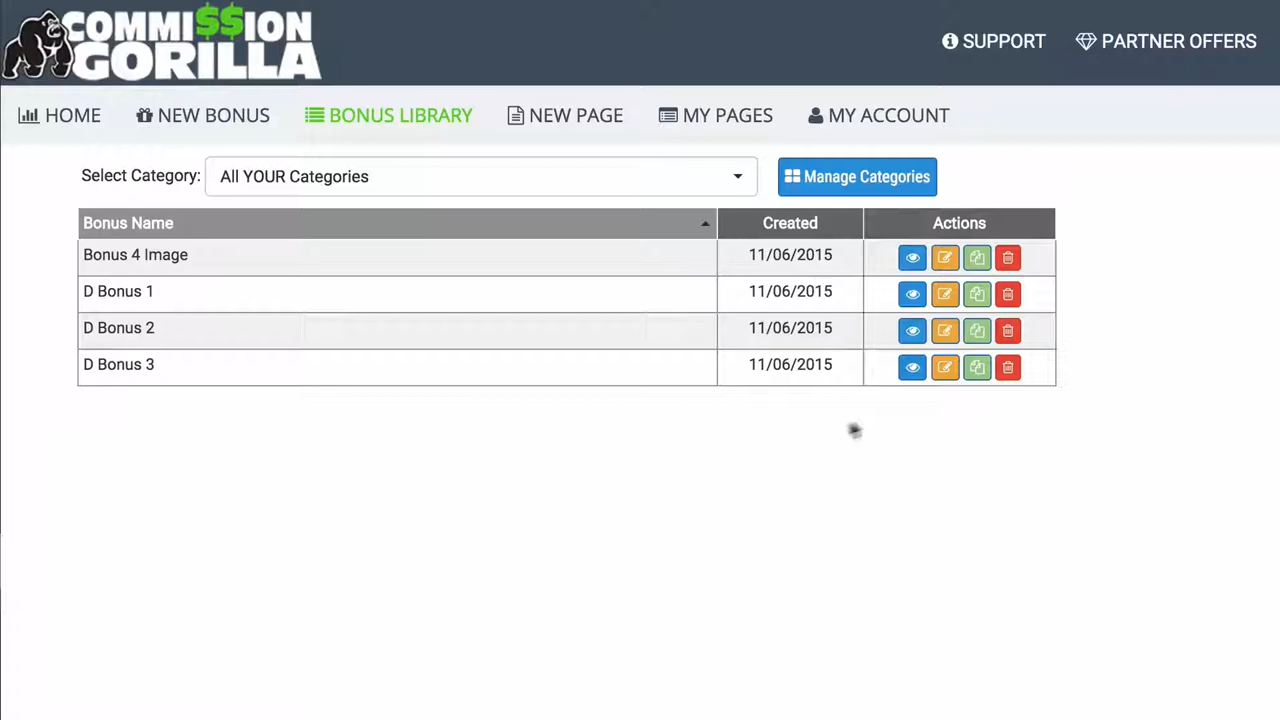 COMMI$$ION
GORILLA
SUPPORT
PARTNER OFFERS
HOME
NEW BONUS
BONUS LIBRARY
NEW PAGE
MY PAGES
MY ACCOUNT
Select Category: All YOUR Categories
Manage Categories
Bonus Name Created Actions
Bonus 4 Image 11/06/2015
D Bonus 1 11/06/2015
D Bonus 2 11/06/2015
D Bonus 3 11/06/2015